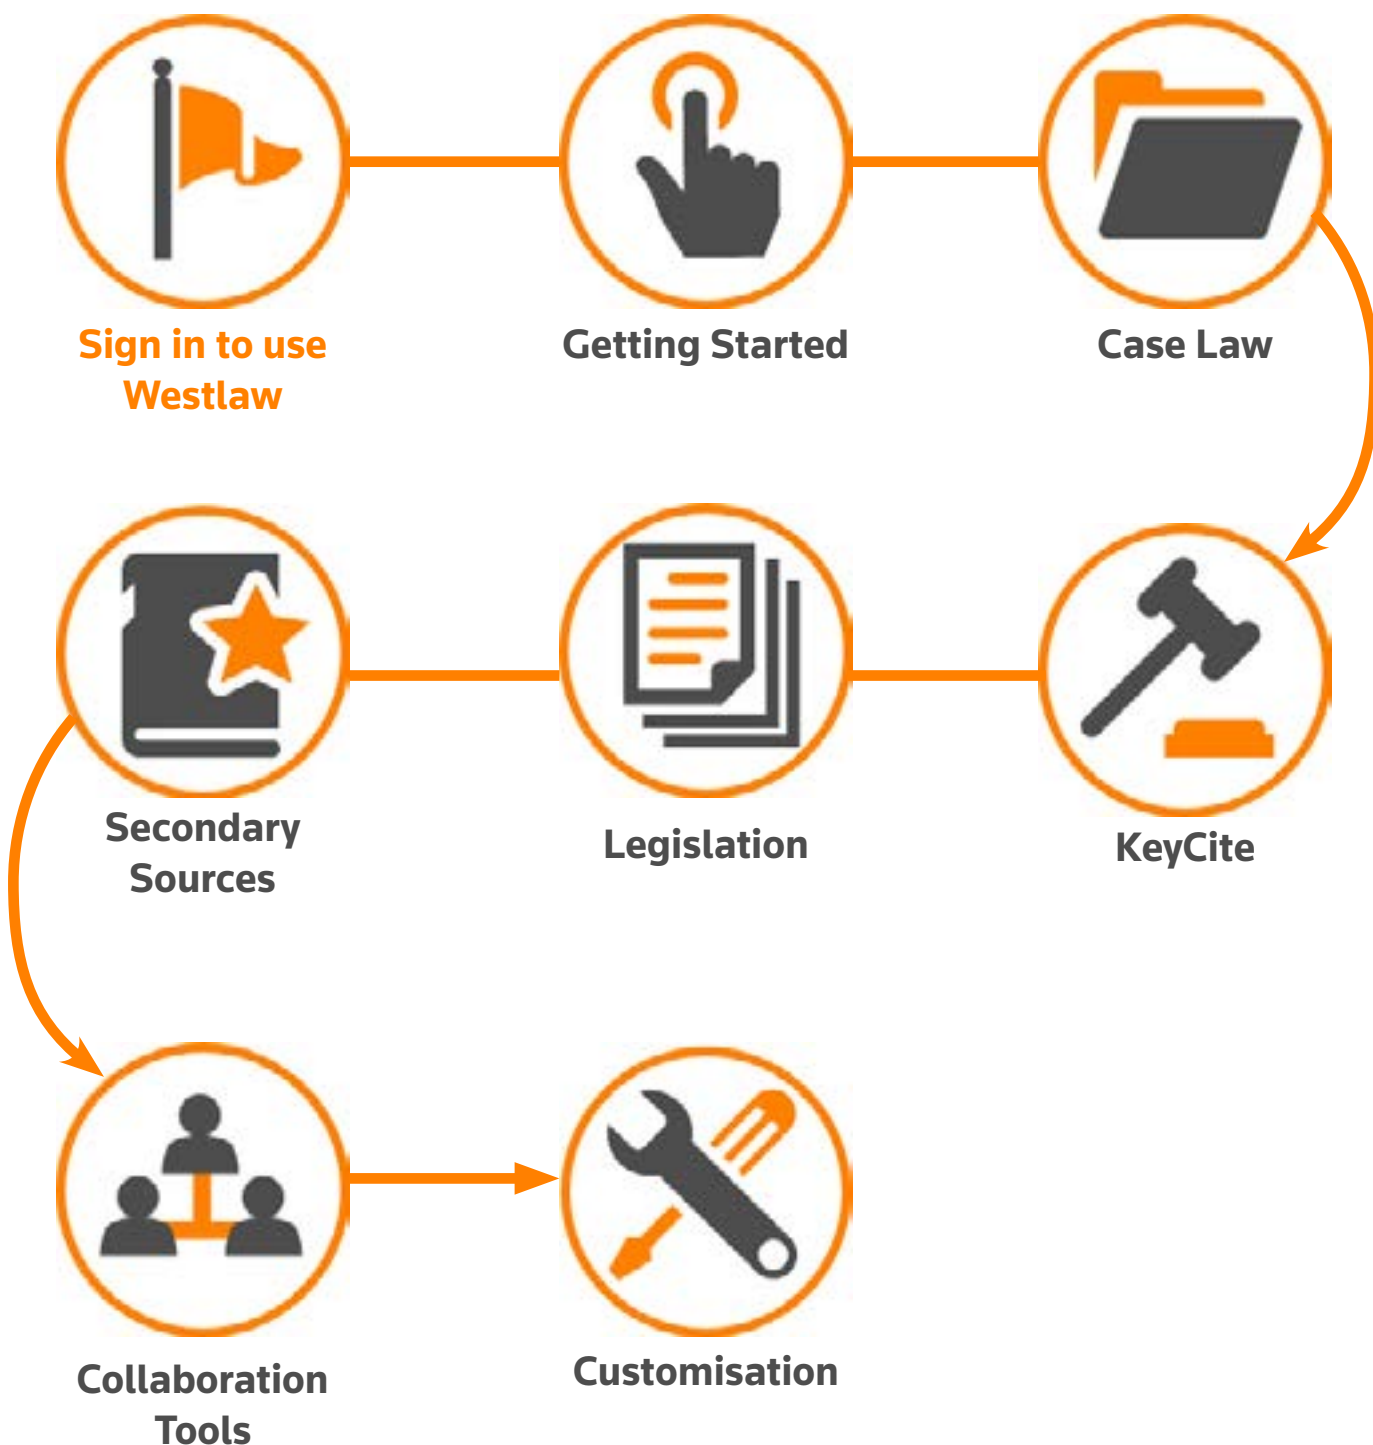 Sign in to use
Westlaw
Getting Started
Case Law
Secondary
Sources
Legislation
KeyCite
Collaboration
Tools
Customisation